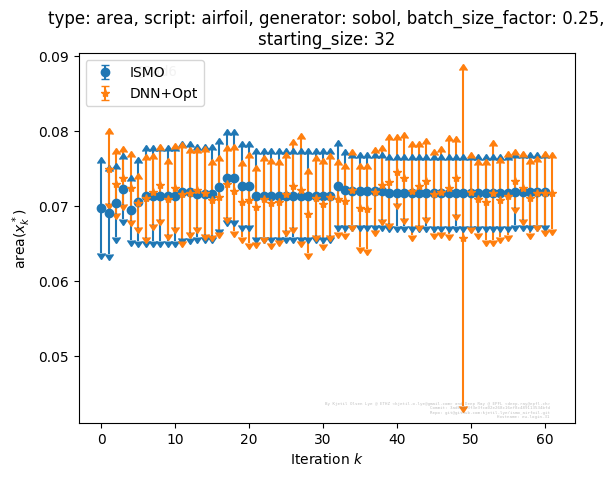 type: area, script: airfoil, generator: sobol, batch_size_factor: 0.25,
starting_size: 32
ISMO
DNN+Opt
0.09
0.08
0.07
0.06
0.05
area(x_k^*)
0 10 20 30 40 50 60
Iteration k